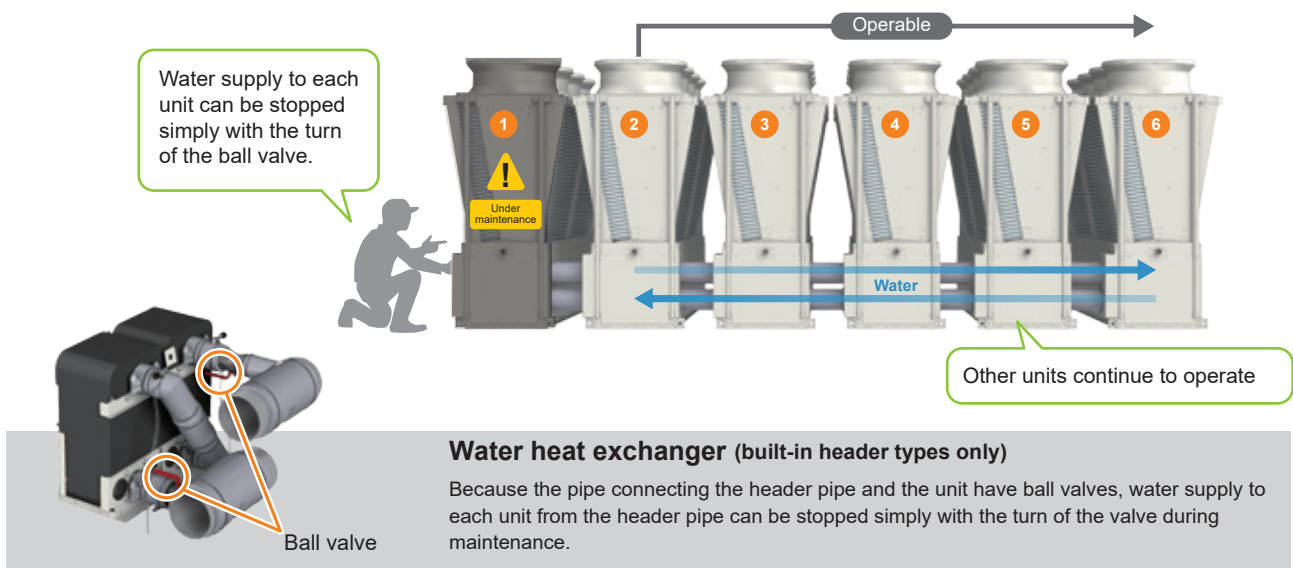 Operable
Water supply to each
unit can be stopped
simply with the turn
of the ball valve.
1
2
3
4
5
6
!
Under
maintenance
Water
Other units continue to operate
Ball valve
Water heat exchanger (built-in header types only)
Because the pipe connecting the header pipe and the unit have ball valves, water supply to
each unit from the header pipe can be stopped simply with the turn of the valve during
maintenance.